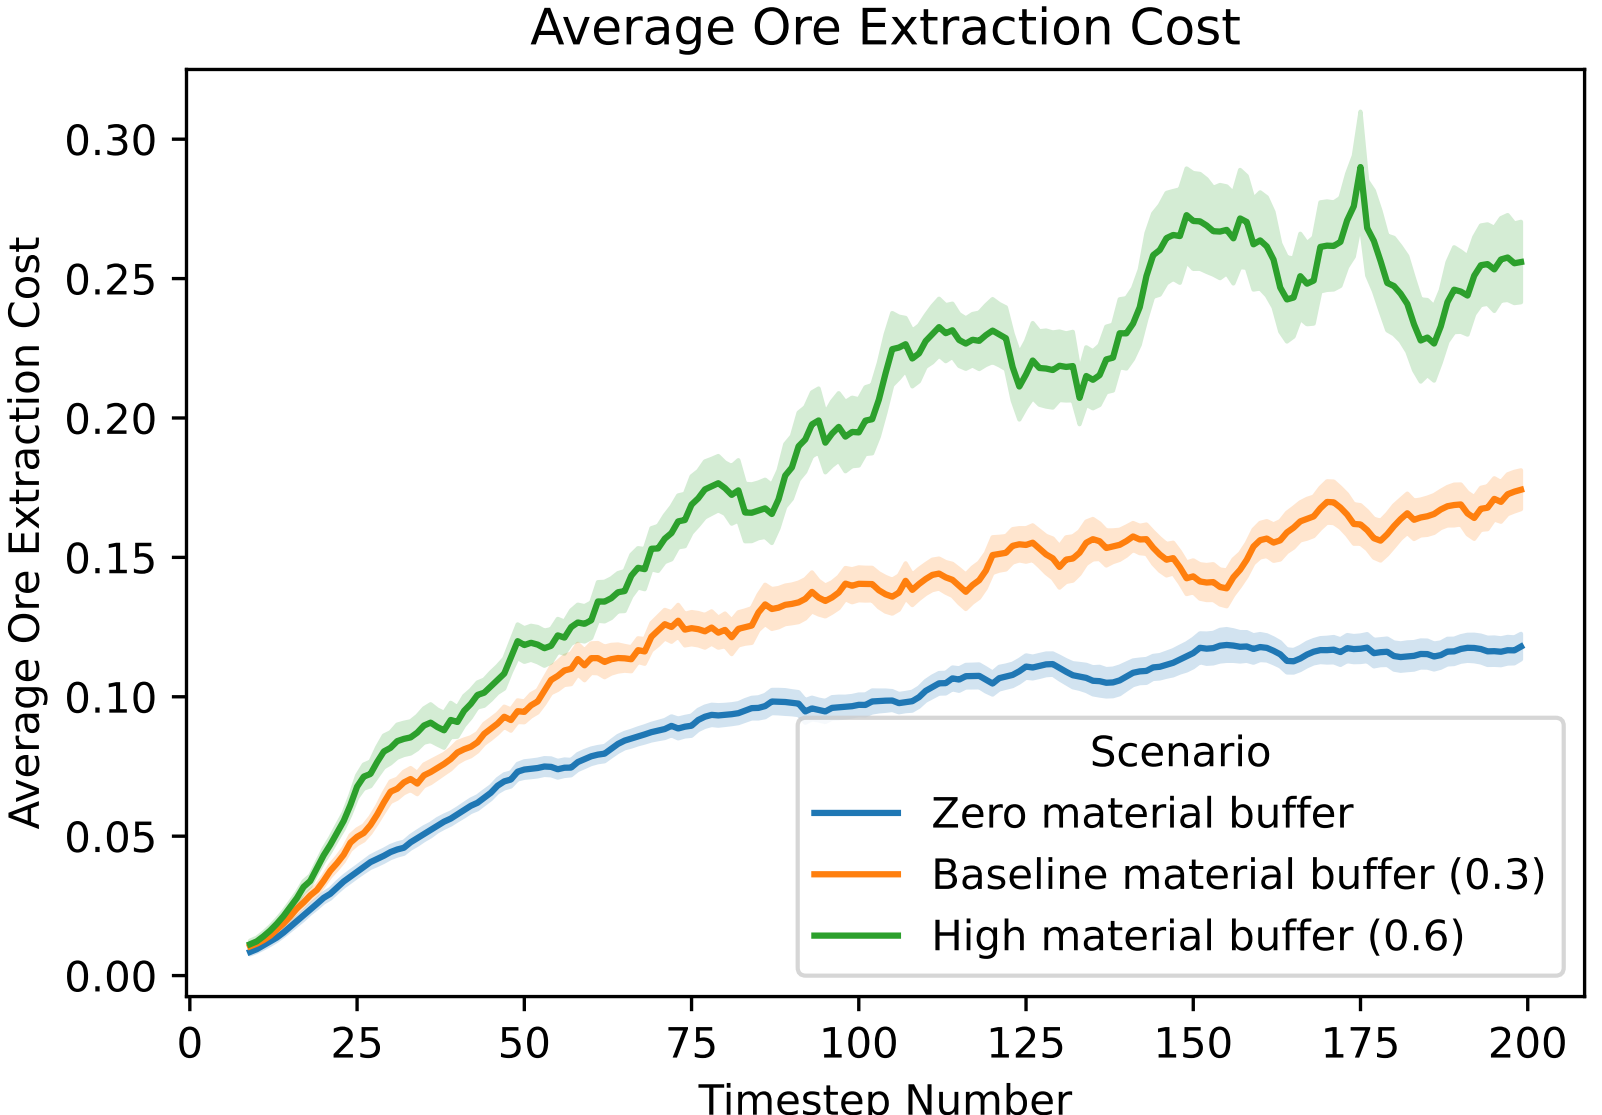 Average Ore Extraction Cost
Average Ore Extraction Cost
0.30
0.25
0.20
0.15
0.10
0.05
0.00
Scenario
Zero material buffer
Baseline material buffer (0.3)
High material buffer (0.6)
0 25 50 75 100 125 150 175 200
Timestep Number